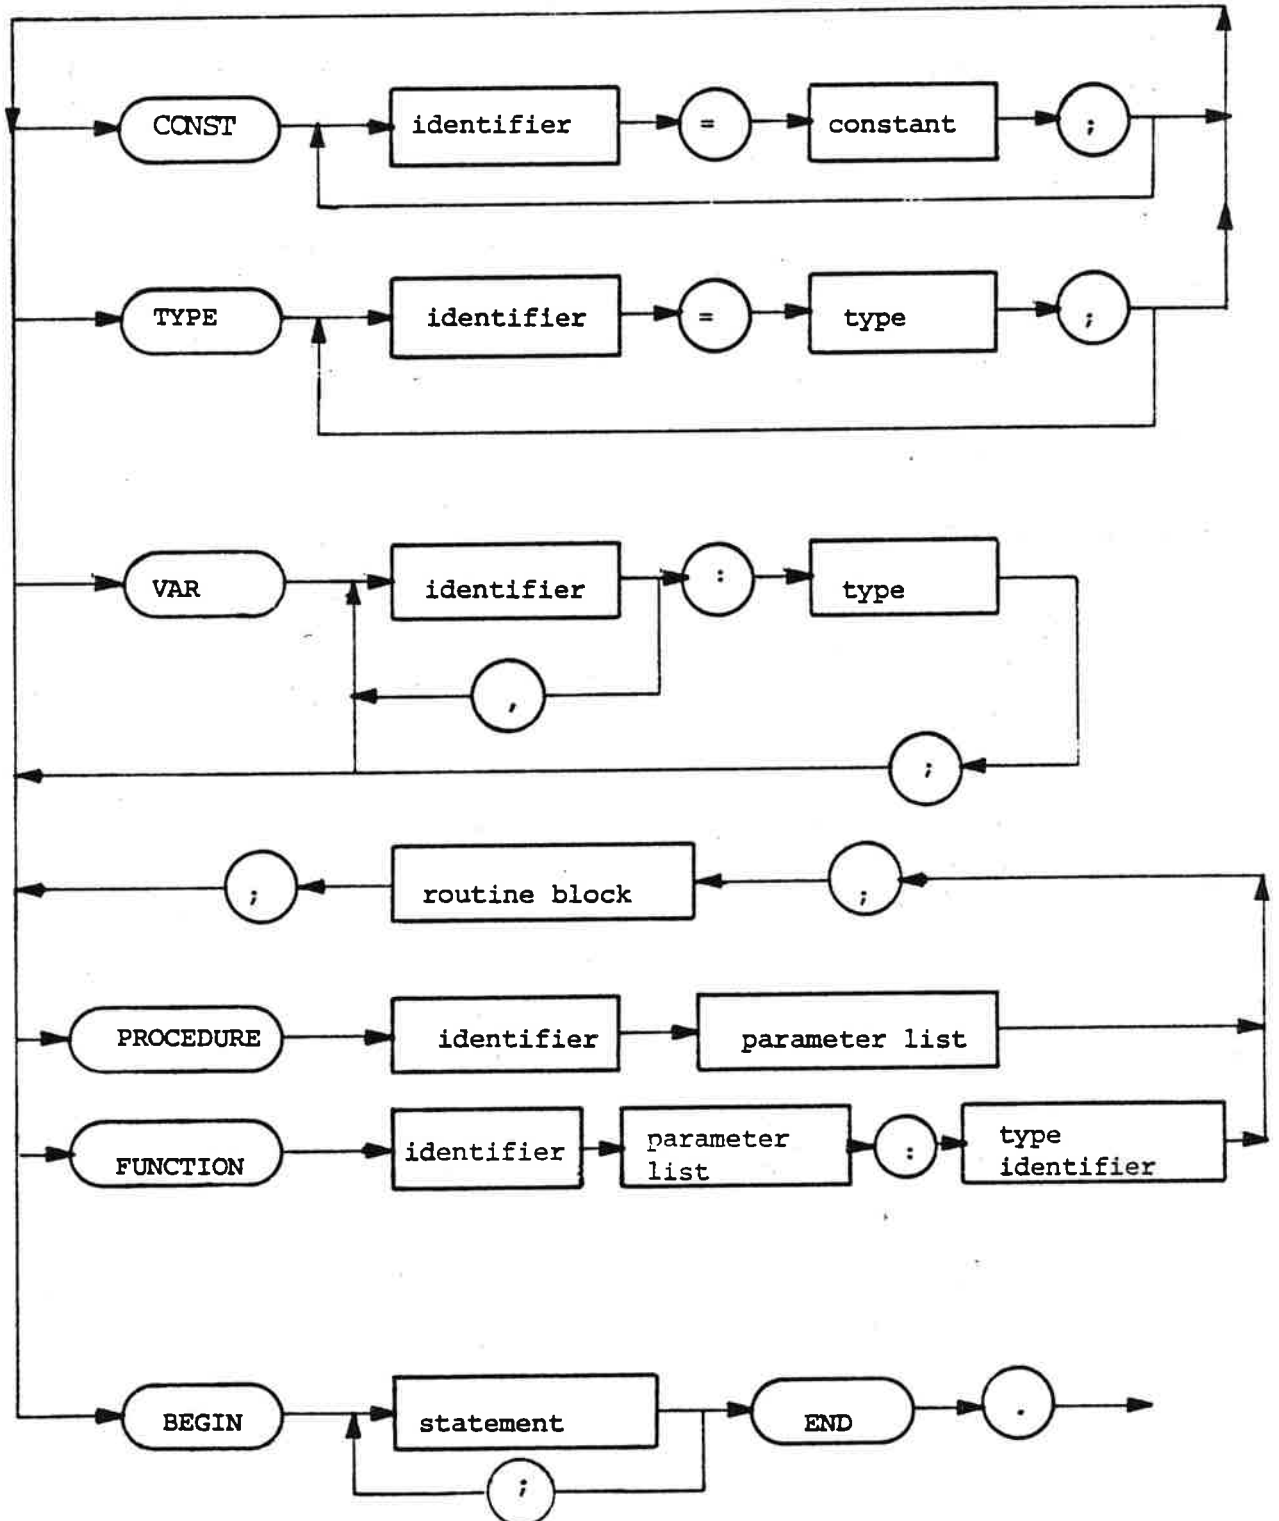 CONST identifier = constant ;
TYPE identifier = type ;
VAR identifier : type
,
;
; routine block ;
PROCEDURE identifier parameter list
FUNCTION identifier parameter list : type identifier
BEGIN statement END .
;